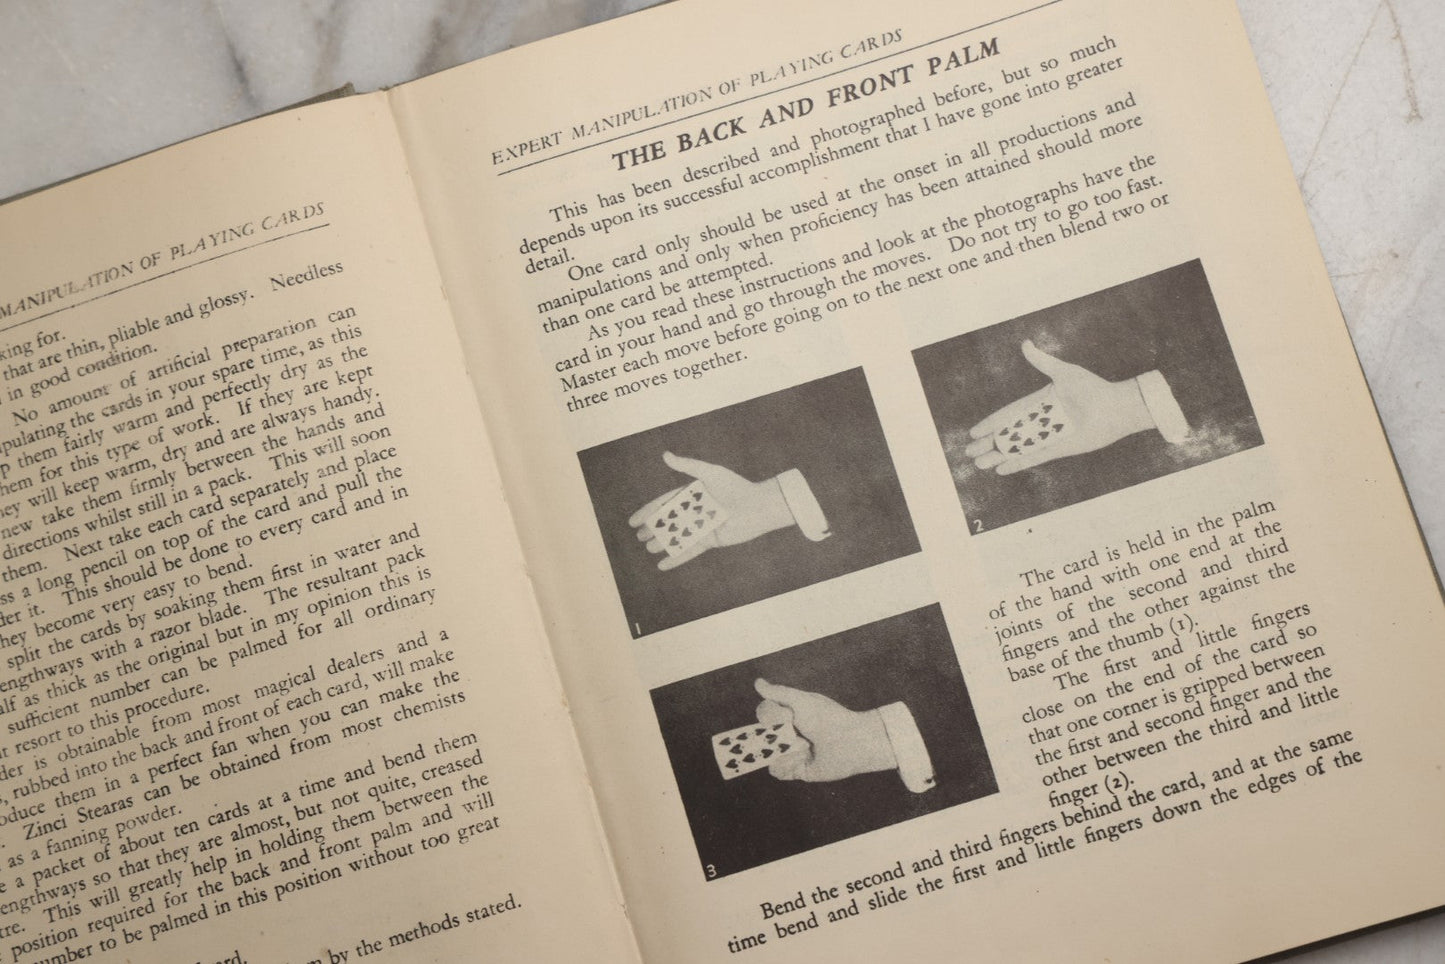 MANIPULATION OF PLAYING CARDS
king for.
that are thin, pliable and glossy. Needless
in good condition.
No amount of artificial preparation can
the cards in your spare time, as this
them fairly warm and perfectly dry as the
for this type of work. If they are kept
will keep warm, dry and are always handy.
new take them firmly between the hands and
directions whilst still in a pack. This will soon
them. Next take each card separately and place
a long pencil on top of the card and pull the
it. This should be done to every card and in
they become very easy to bend.
split the cards by soaking them first in water and
lengthways with a razor blade. The resultant pack
as thick as the original but in my opinion this is
sufficient number can be palmed for all ordinary
resort to this procedure.
is obtainable from most magical dealers and a
rubbed into the back and front of each card, will make
them in a perfect fan when you can make the
Zinci Stearas can be obtained from most chemists
as a fanning powder.
a packet of about ten cards at a time and bend them
lengthways so that they are almost, but not quite, creased
This will greatly help in holding them between the
position required for the back and front palm and will
number to be palmed in this position without too great
by the methods stated.
EXPERT MANIPULATION OF PLAYING CARDS
THE BACK AND FRONT PALM
This has been described and photographed before, but so much
depends upon its successful accomplishment that I have gone into greater
detail.
One card only should be used at the onset in all productions and
manipulations and only when proficiency has been attained should more
than one card be attempted.
As you read these instructions and look at the photographs have the
card in your hand and go through the moves. Do not try to go too fast.
Master each move before going on to the next one and then blend two or
three moves together.
1
2
3
The card is held in the palm
of the hand with one end at the
joints of the second and third
fingers and the other against the
base of the thumb (1).
The first and little fingers
close on the end of the card so
that one corner is gripped between
the first and second finger and the
other between the third and little
finger (2).
Bend the second and third fingers behind the card, and at the same
time bend and slide the first and little fingers down the edges of the